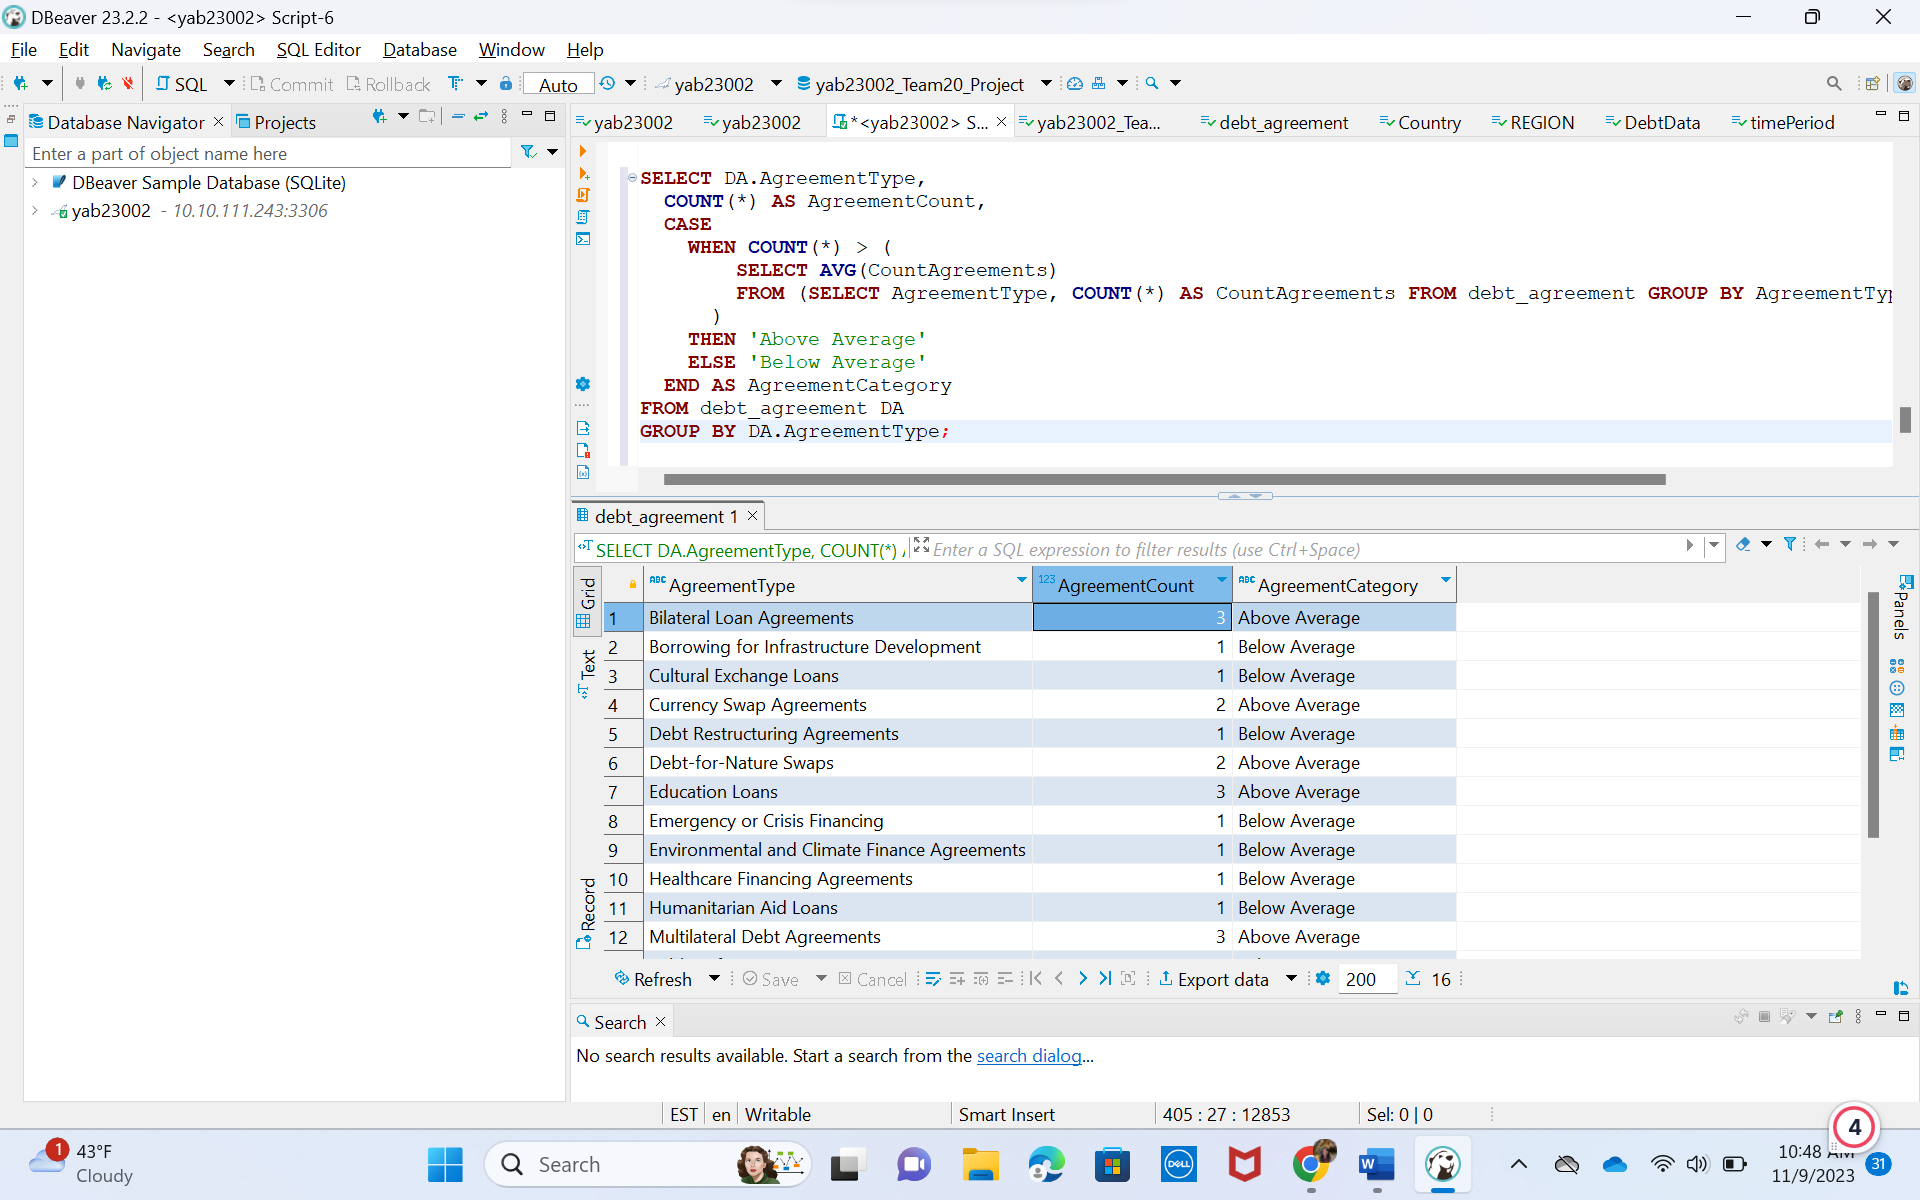 DBeaver 23.2.2 - <yab23002> Script-6
File Edit Navigate Search SQL Editor Database Window Help
SQL Commit Rollback Auto yab23002 yab23002_Team20_Project
Database Navigator Projects
yab23002 yab23002 *<yab23002> S... yab23002_Tea... debt_agreement Country REGION DebtData timePeriod
Enter a part of object name here
DBeaver Sample Database (SQLite)
yab23002 - 10.10.111.243:3306
SELECT DA.AgreementType,
COUNT(*) AS AgreementCount,
CASE
WHEN COUNT(*) > (
SELECT AVG(CountAgreements)
FROM (SELECT AgreementType, COUNT(*) AS CountAgreements FROM debt_agreement GROUP BY AgreementTyp
)
THEN 'Above Average'
ELSE 'Below Average'
END AS AgreementCategory
FROM debt_agreement DA
GROUP BY DA.AgreementType;
debt_agreement 1
SELECT DA.AgreementType, COUNT(*) Enter a SQL expression to filter results (use Ctrl+Space)
Grid
Text
Record
Panels
ABC AgreementType 123 AgreementCount ABC AgreementCategory
1 Bilateral Loan Agreements 3 Above Average
2 Borrowing for Infrastructure Development 1 Below Average
3 Cultural Exchange Loans 1 Below Average
4 Currency Swap Agreements 2 Above Average
5 Debt Restructuring Agreements 1 Below Average
6 Debt-for-Nature Swaps 2 Above Average
7 Education Loans 3 Above Average
8 Emergency or Crisis Financing 1 Below Average
9 Environmental and Climate Finance Agreements 1 Below Average
10 Healthcare Financing Agreements 1 Below Average
11 Humanitarian Aid Loans 1 Below Average
12 Multilateral Debt Agreements 3 Above Average
Refresh Save Cancel Export data 200 16
Search
No search results available. Start a search from the search dialog...
EST en Writable Smart Insert 405 : 27 : 12853 Sel: 0 | 0
1 43°F
Cloudy
Search
DELL
W
4
10:48 AM
11/9/2023
31